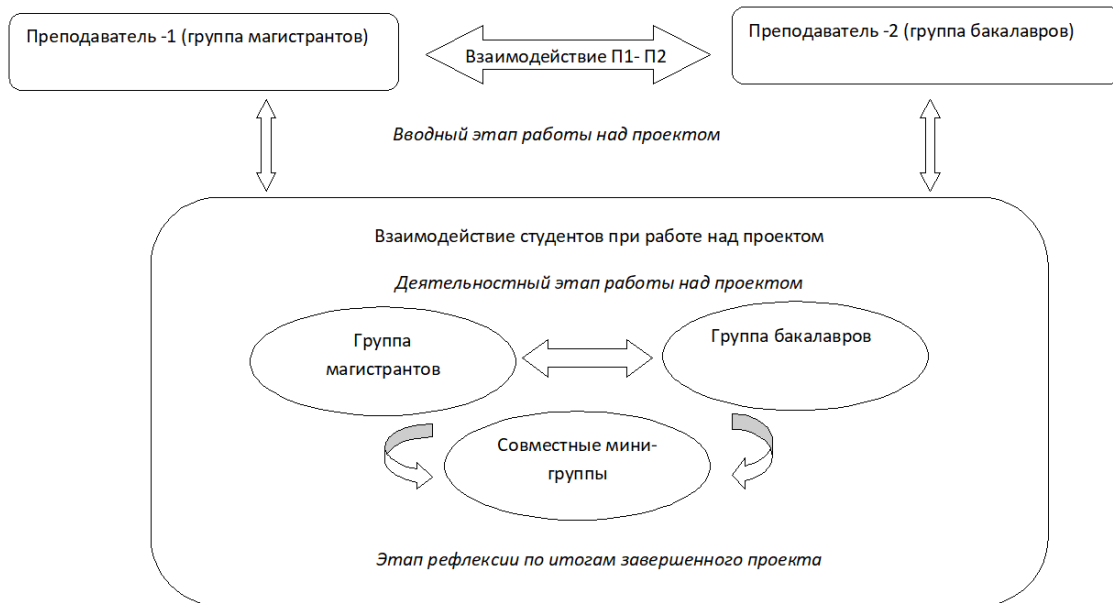 Преподаватель -1 (группа магистрантов)
Взаимодействие П1- П2
Преподаватель -2 (группа бакалавров)
Вводный этап работы над проектом
Взаимодействие студентов при работе над проектом
Деятельностный этап работы над проектом
Группа
магистрантов
Группа бакалавров
Совместные мини-
группы
Этап рефлексии по итогам завершенного проекта